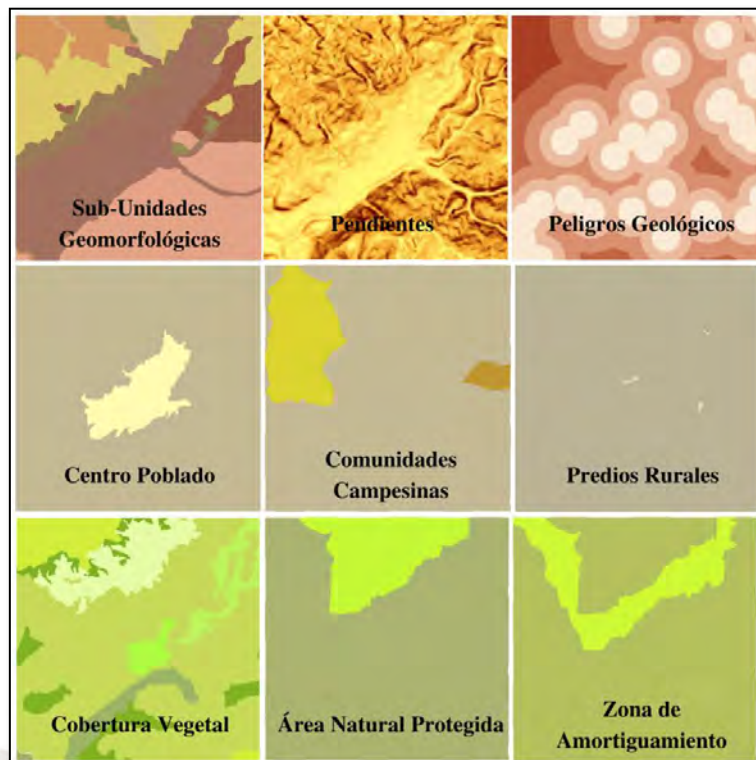 Sub-Unidades
Geomorfológicas
Pendientes
Peligros Geológicos
Centro Poblado
Comunidades
Campesinas
Predios Rurales
Cobertura Vegetal
Área Natural Protegida
Zona de
Amortiguamiento